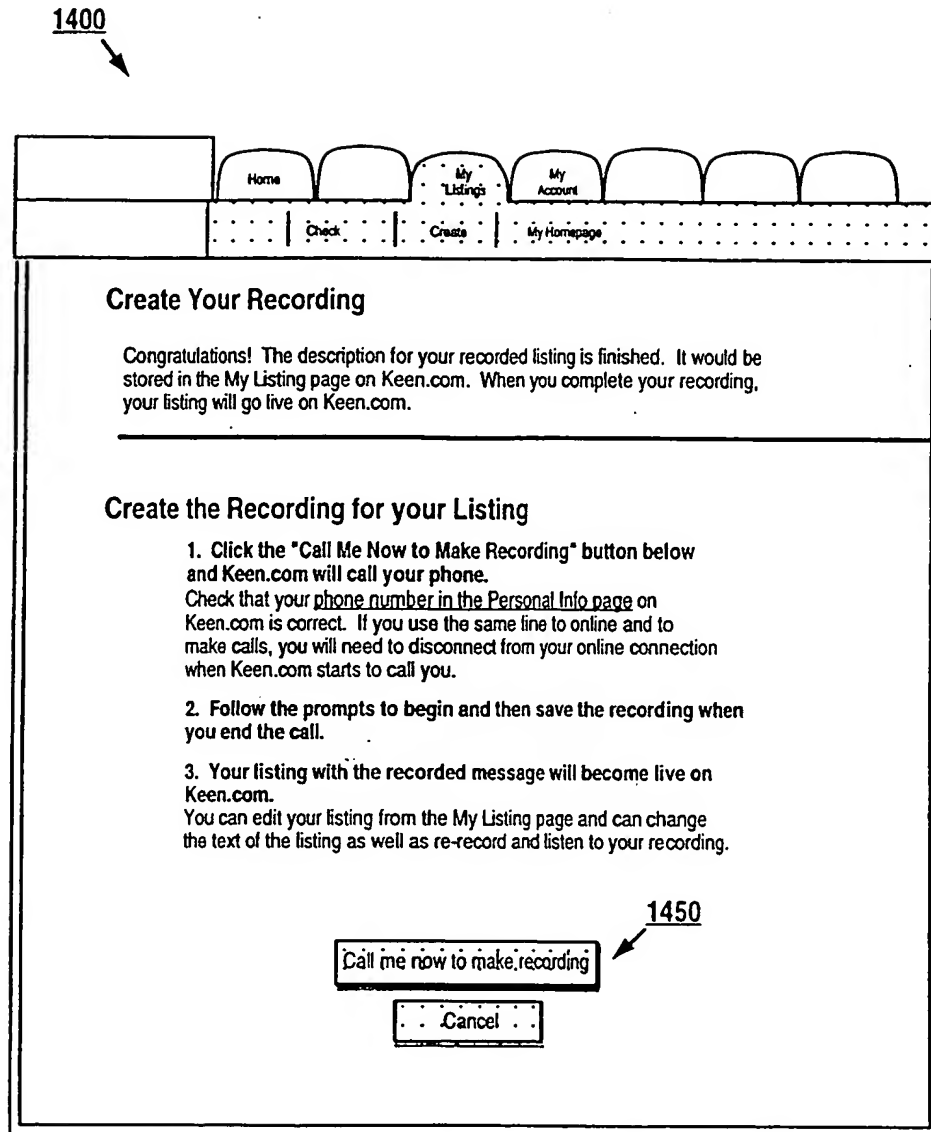 1400
Home
My
Listings
My
Account
Check
Create
My Homepage
Create Your Recording
Congratulations! The description for your recorded listing is finished. It would be
stored in the My Listing page on Keen.com. When you complete your recording,
your listing will go live on Keen.com.
Create the Recording for your Listing
1. Click the "Call Me Now to Make Recording" button below
and Keen.com will call your phone.
Check that your phone number in the Personal Info page on
Keen.com is correct. If you use the same line to online and to
make calls, you will need to disconnect from your online connection
when Keen.com starts to call you.
2. Follow the prompts to begin and then save the recording when
you end the call.
3. Your listing with the recorded message will become live on
Keen.com.
You can edit your listing from the My Listing page and can change
the text of the listing as well as re-record and listen to your recording.
1450
Call me now to make recording
Cancel